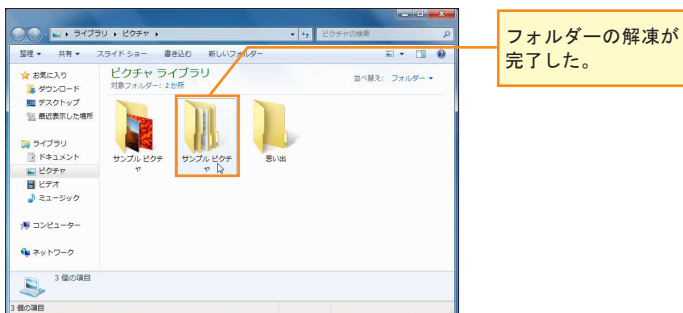 ライブラリ ▸ ピクチャ ▸
ピクチャの検索
整理 ▼ 共有 ▼ スライド ショー 書き込む 新しいフォルダー
お気に入り
ダウンロード
デスクトップ
最近表示した場所
ライブラリ
ドキュメント
ピクチャ
ビデオ
ミュージック
コンピューター
ネットワーク
ピクチャ ライブラリ
対象フォルダー: 2 か所
並べ替え: フォルダー ▼
サンプル ピクチ
ャ
サンプル ピクチ
ャ
思い出
3 個の項目
3 個の項目
フォルダーの解凍が
完了した。